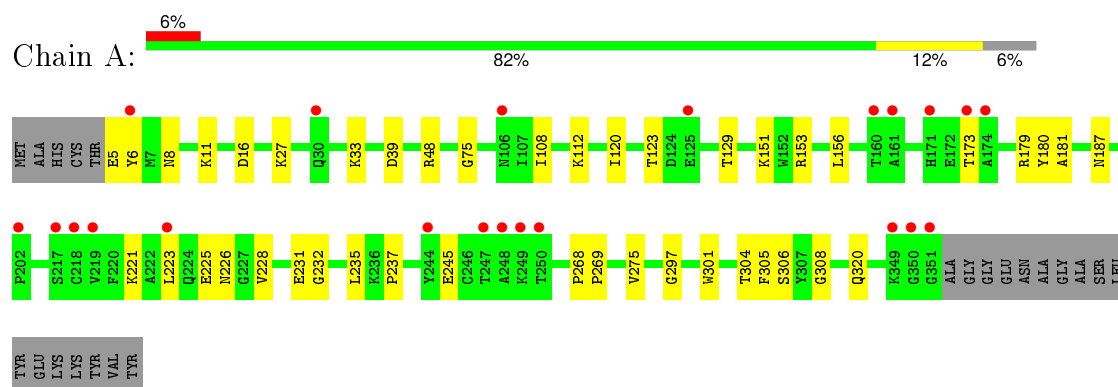 6%
Chain A:
82% 12% 6%
MET ALA HIS CYS THR E5 Y6 M7 N8 K11 D16 K27 Q30 K33 D39 R48 G75 N106 I107 I108 K112 I120 T123 D124 E125 T129 K151 W152 R153 L156 T160 A161 H171 E172 T173 A174 R179 Y180 A181 N187
P202 S217 C218 V219 F220 K221 A222 L223 Q224 E225 N226 G227 V228 E231 G232 L235 K236 P237 Y244 E245 C246 T247 A248 K249 T250 P268 P269 V275 G297 W301 T304 F305 S306 Y307 G308 Q320 K349 G350 G351 ALA GLY GLY GLU ASN ALA GLY ALA SER LEU
TYR GLU LYS LYS TYR VAL TYR